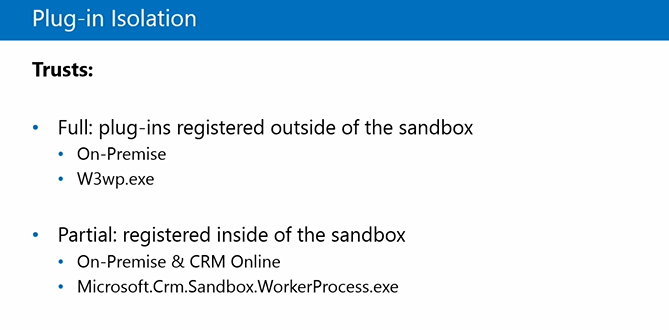 Plug-in Isolation
Trusts:
• Full: plug-ins registered outside of the sandbox
• On-Premise
• W3wp.exe
• Partial: registered inside of the sandbox
• On-Premise & CRM Online
• Microsoft.Crm.Sandbox.WorkerProcess.exe